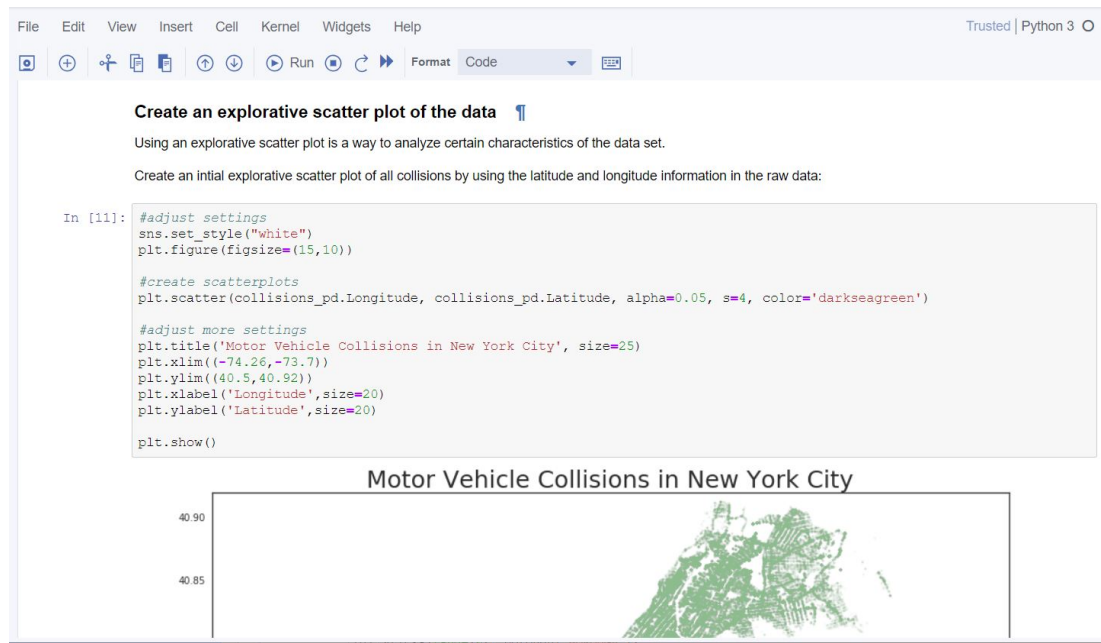 File Edit View Insert Cell Kernel Widgets Help Trusted | Python 3
Run Format Code
Create an explorative scatter plot of the data ¶
Using an explorative scatter plot is a way to analyze certain characteristics of the data set.
Create an intial explorative scatter plot of all collisions by using the latitude and longitude information in the raw data:
In [11]: #adjust settings
sns.set_style("white")
plt.figure(figsize=(15,10))
#create scatterplots
plt.scatter(collisions_pd.Longitude, collisions_pd.Latitude, alpha=0.05, s=4, color='darkseagreen')
#adjust more settings
plt.title('Motor Vehicle Collisions in New York City', size=25)
plt.xlim((-74.26,-73.7))
plt.ylim((40.5,40.92))
plt.xlabel('Longitude',size=20)
plt.ylabel('Latitude',size=20)
plt.show()
Motor Vehicle Collisions in New York City
40.90
40.85